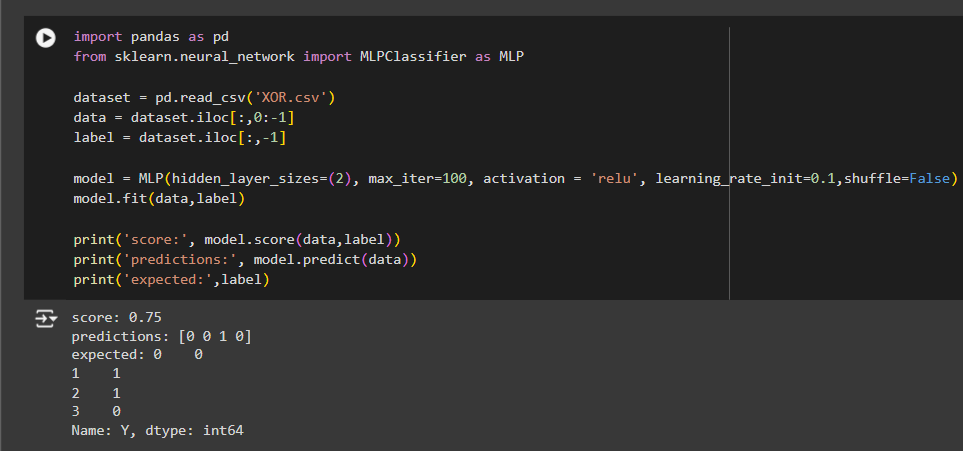 import pandas as pd
from sklearn.neural_network import MLPClassifier as MLP
dataset = pd.read_csv('XOR.csv')
data = dataset.iloc[:,0:-1]
label = dataset.iloc[:,-1]
model = MLP(hidden_layer_sizes=(2), max_iter=100, activation = 'relu', learning_rate_init=0.1,shuffle=False)
model.fit(data,label)
print('score:', model.score(data,label))
print('predictions:', model.predict(data))
print('expected:',label)
score: 0.75
predictions: [0 0 1 0]
expected: 0    0
1    1
2    1
3    0
Name: Y, dtype: int64